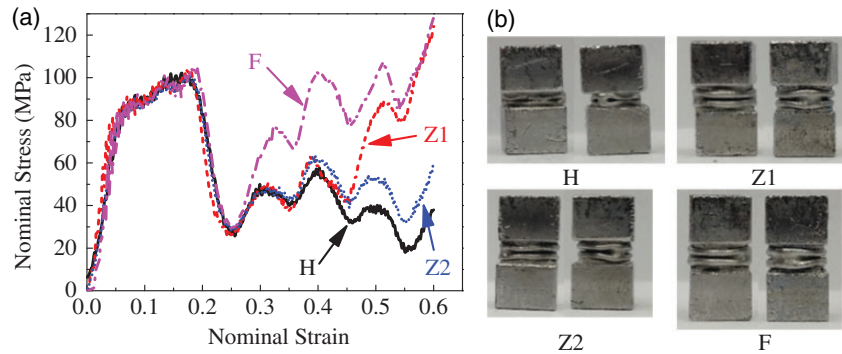 (a)
Nominal Stress (MPa)
120
100
80
60
40
20
0
0.0 0.1 0.2 0.3 0.4 0.5 0.6
Nominal Strain
F
Z1
Z2
H
(b)
H Z1
Z2 F